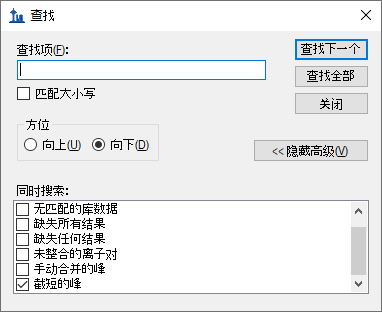 查找
查找项(F):
查找下一个
查找全部
匹配大小写
关闭
方位
向上(U)
向下(D)
<< 隐藏高级(V)
同时搜索:
无匹配的库数据
缺失所有结果
缺失任何结果
未整合的离子对
手动合并的峰
截短的峰